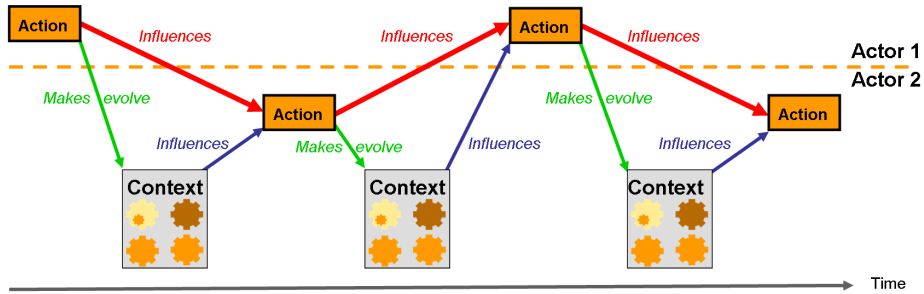 Action
Action
Influences
Influences
Influences
Actor 1
Actor 2
Makes evolve
Makes evolve
Action
Action
Influences
Makes evolve
Influences
Influences
Context
Context
Context
Time